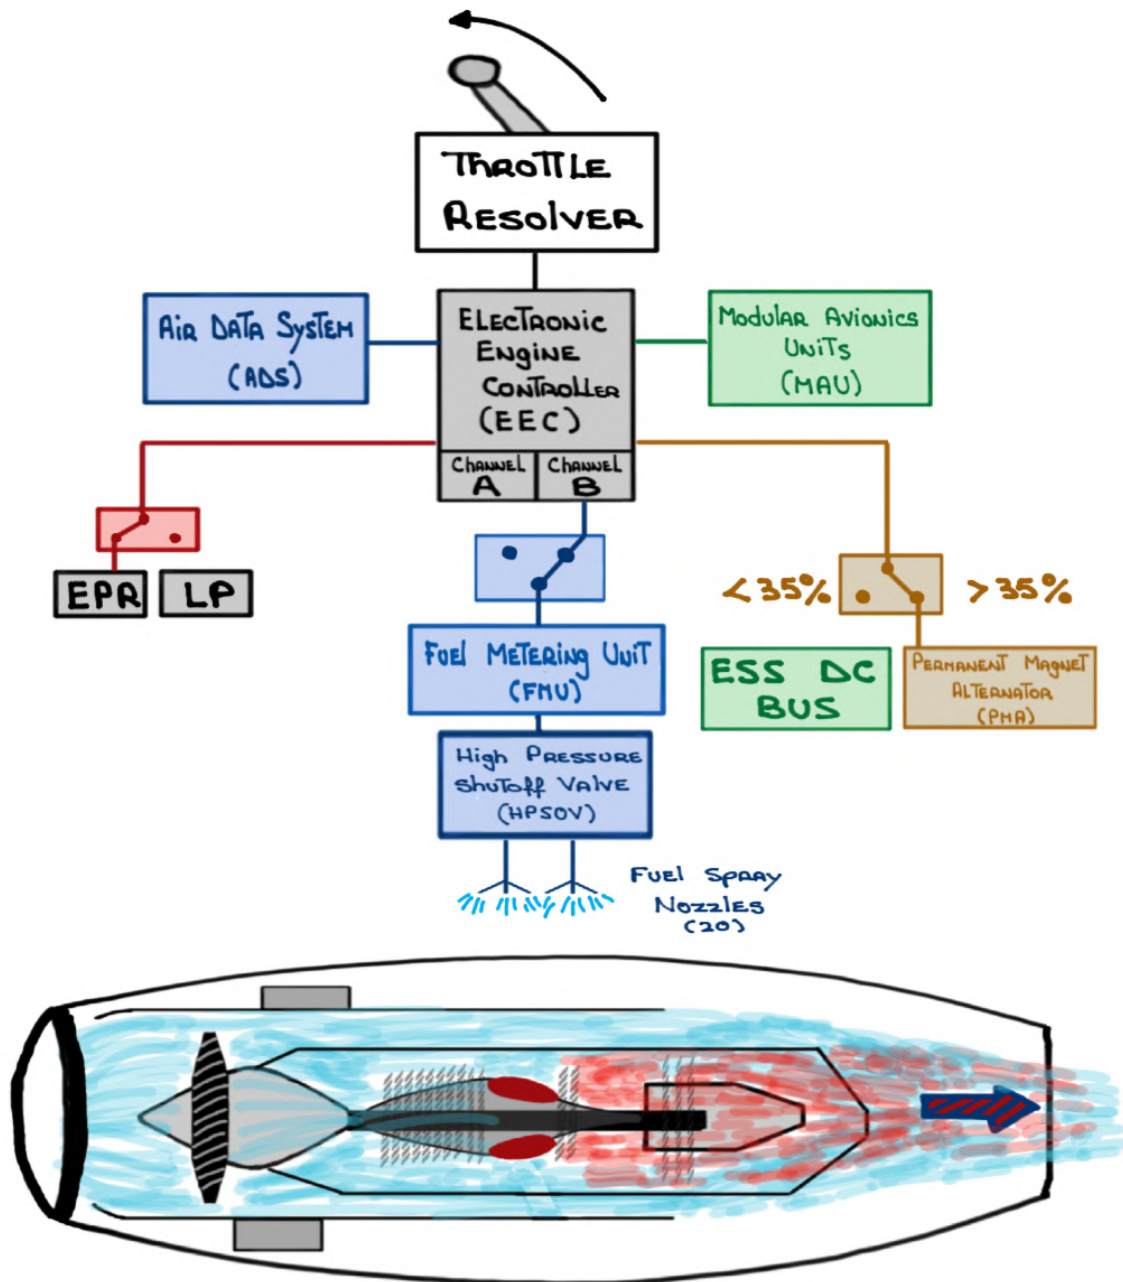 THROTTLE
RESOLVER
AIR DATA SYSTEM
(ADS)
ELECTRONIC
ENGINE
CONTROLLER
(EEC)
MODULAR AVIONICS
UNITS
(MAU)
CHANNEL
A
CHANNEL
B
EPR
LP
<35%
>35%
FUEL METERING UNIT
(FMU)
ESS DC
BUS
PERMANENT MAGNET
ALTERNATOR
(PMA)
HIGH PRESSURE
SHUTOFF VALVE
(HPSOV)
FUEL SPRAY
NOZZLES
(20)